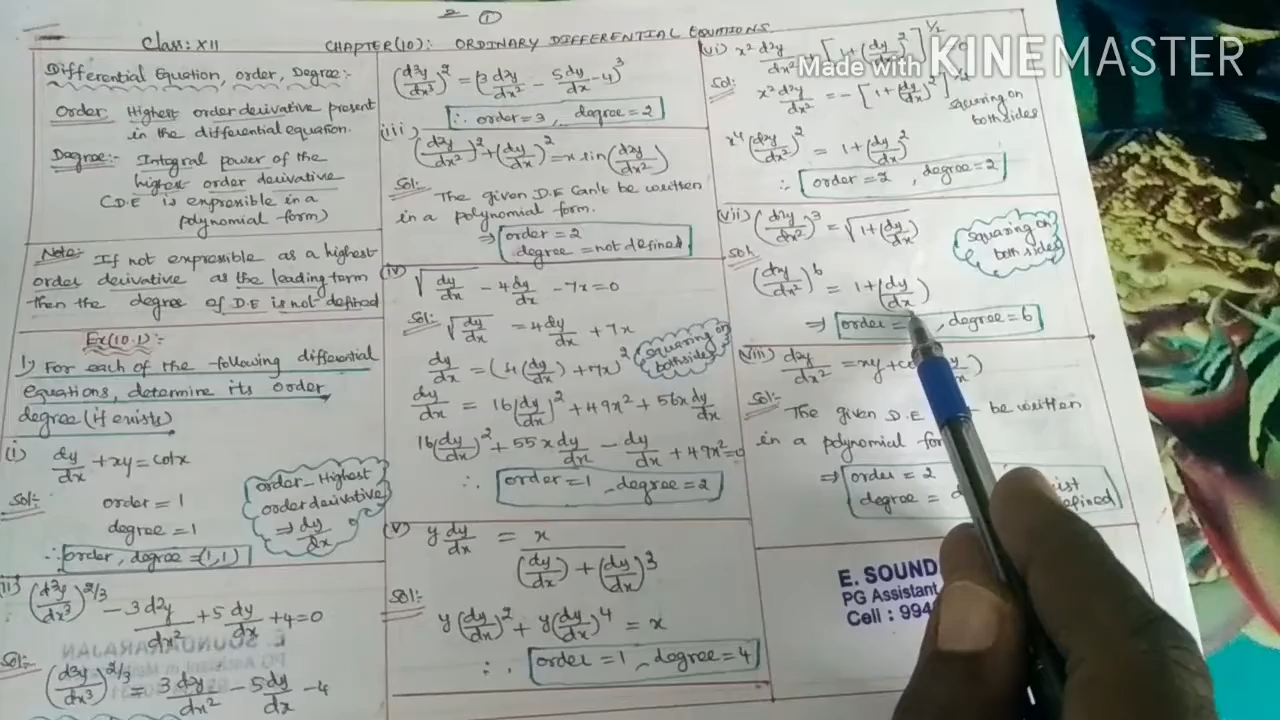 2 ①
Class: XII CHAPTER(10): ORDINARY DIFFERENTIAL EQUATIONS
Made with KINEMASTER
Differential Equation, order, Degree:-
Order: Highest order derivative present
in the differential equation.
Degree:- Integral power of the
highest order derivative
C.D.E is expressible in a
polynomial form)
Note: If not expressible as a highest
order derivative as the leading term
then the degree of D.E is not defined
Ex(10.1):-
1) For each of the following differential
equations, determine its order,
degree (if exists)
(i) dy/dx + xy = cotx
Sol:- order = 1
degree = 1
∴ order, degree = (1,1)
order - Highest
order derivative
⇒ dy/dx
ii) (d³y/dx³)^2/3 - 3 d²y/dx² + 5 dy/dx + 4 = 0
Sol:- (d³y/dx³)^2/3 = 3 d²y/dx² - 5 dy/dx - 4
(d³y/dx³)² = (3 d²y/dx² - 5 dy/dx - 4)³
∴ order = 3, degree = 2
(iii) (d²y/dx²)² + (dy/dx)² = x sin(d²y/dx²)
Sol:- The given D.E can't be written
in a polynomial form.
⇒ order = 2
degree = not defined
iv) √dy/dx - 4 dy/dx - 7x = 0
Sol: √dy/dx = 4 dy/dx + 7x
dy/dx = (4(dy/dx) + 7x)²
squaring on
bothsides
dy/dx = 16(dy/dx)² + 49x² + 56x dy/dx
16(dy/dx)² + 55x dy/dx - dy/dx + 49x² = 0
∴ order = 1, degree = 2
(v) y dy/dx = x / (dy/dx) + (dy/dx)³
Sol: y(dy/dx)² + y(dy/dx)⁴ = x
∴ order = 1, degree = 4
(vi) x² d²y/dx² [1+(dy/dx)²]^1/2 0
Sol: x² d²y/dx² = - [1+(dy/dx)²]^1/2
squaring on
both sides
x⁴ (d²y/dx²)² = 1+(dy/dx)²
∴ order = 2, degree = 2
(vii) (d²y/dx²)³ = √1+(dy/dx)
squaring on
both sides
Sol. (d²y/dx²)⁶ = 1+(dy/dx)
⇒ order = , degree = 6
(viii) d²y/dx² = xy + co
Sol: The given D.E be written
in a polynomial for
⇒ order = 2
degree =
E. SOUND
PG Assistant
Cell : 994